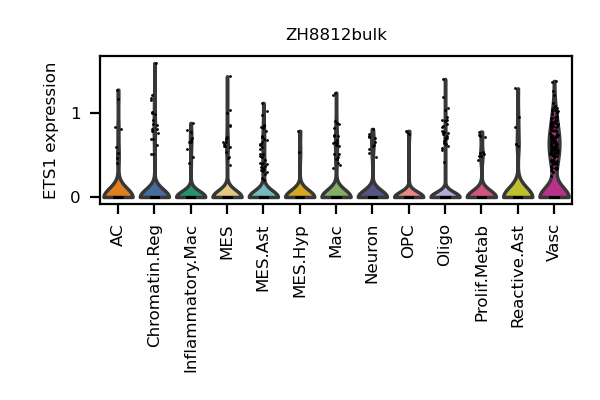 ZH8812bulk
ETS1 expression
1
0
AC
Chromatin.Reg
Inflammatory.Mac
MES
MES.Ast
MES.Hyp
Mac
Neuron
OPC
Oligo
Prolif.Metab
Reactive.Ast
Vasc